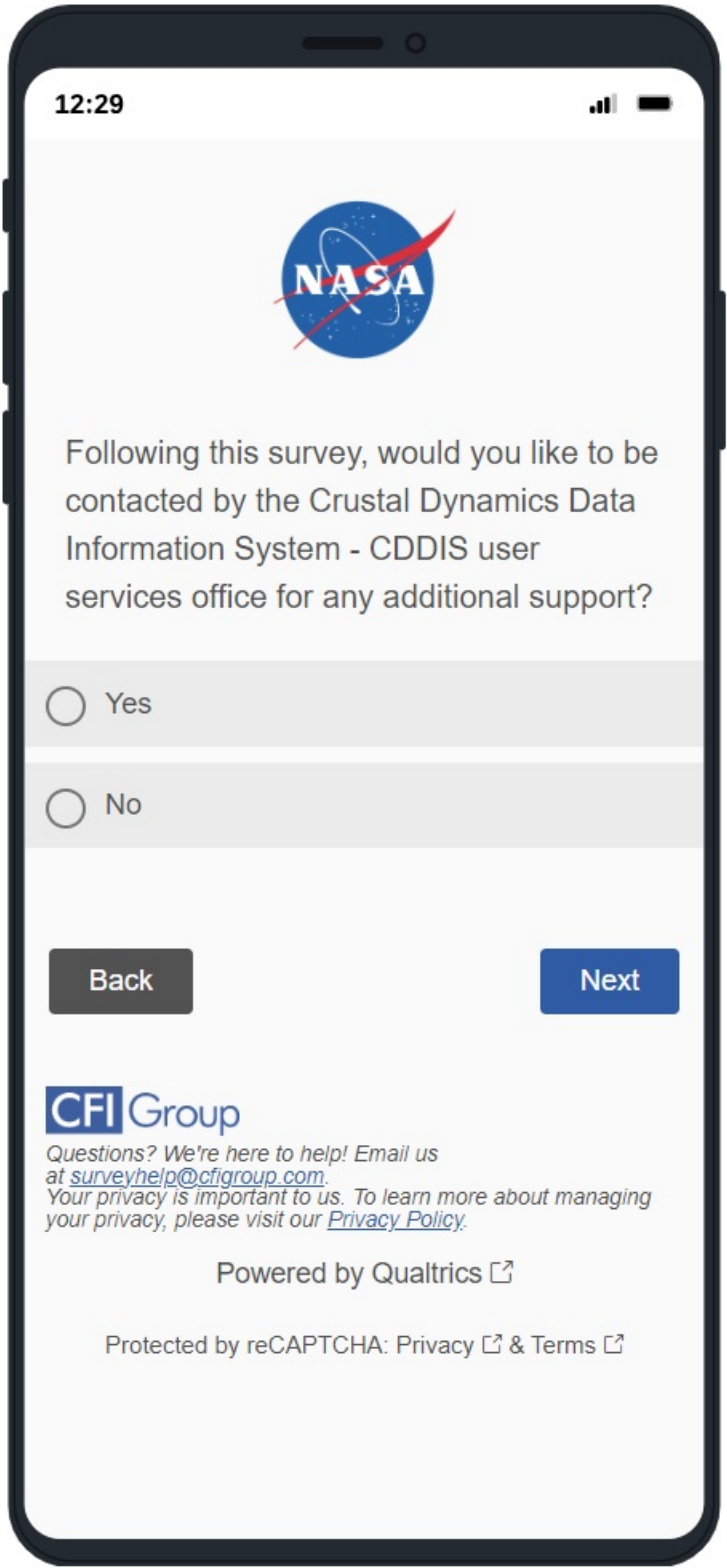 12:29
NASA
Following this survey, would you like to be
contacted by the Crustal Dynamics Data
Information System - CDDIS user
services office for any additional support?
Yes
No
Back
Next
CFI Group
Questions? We're here to help! Email us
at surveyhelp@cfigroup.com.
Your privacy is important to us. To learn more about managing
your privacy, please visit our Privacy Policy.
Powered by Qualtrics
Protected by reCAPTCHA: Privacy & Terms